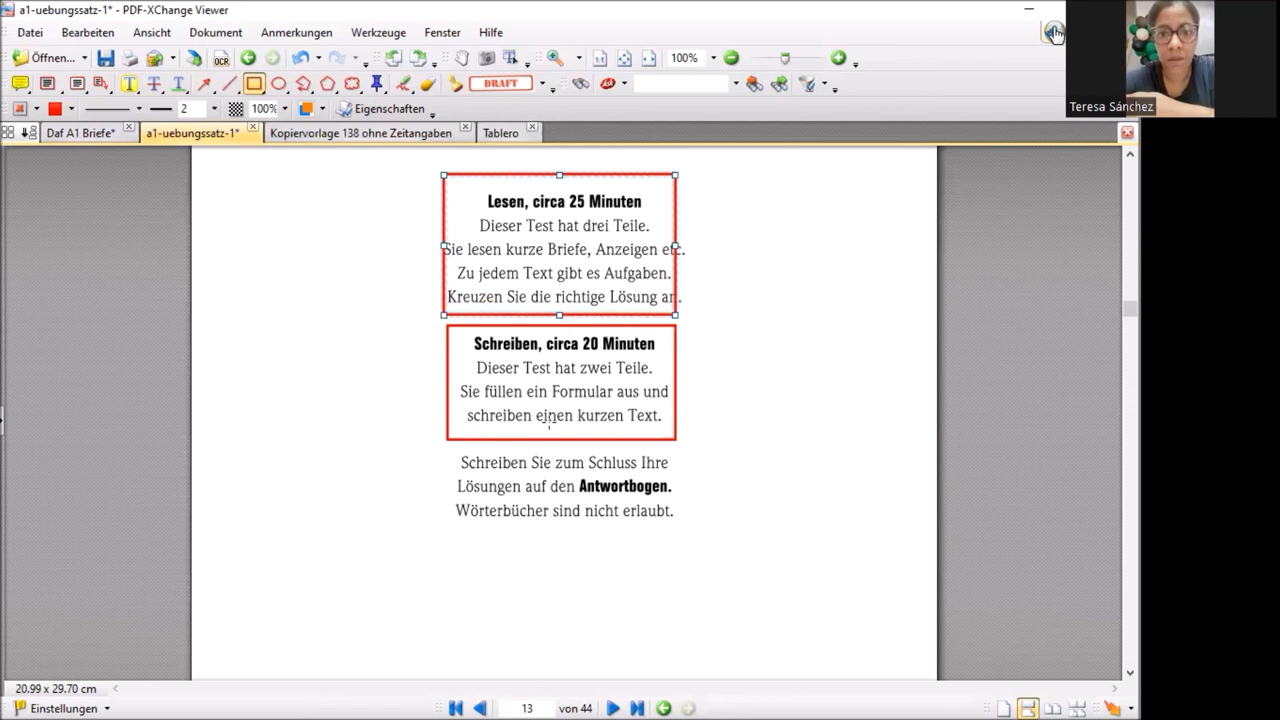 a1-uebungssatz-1* - PDF-XChange Viewer
Datei Bearbeiten Ansicht Dokument Anmerkungen Werkzeuge Fenster Hilfe
Öffnen... OCR 1:1 100%
DRAFT
2 100% Eigenschaften
Daf A1 Briefe* a1-uebungssatz-1* Kopiervorlage 138 ohne Zeitangaben Tablero
Teresa Sánchez
Lesen, circa 25 Minuten
Dieser Test hat drei Teile.
Sie lesen kurze Briefe, Anzeigen etc.
Zu jedem Text gibt es Aufgaben.
Kreuzen Sie die richtige Lösung an.
Schreiben, circa 20 Minuten
Dieser Test hat zwei Teile.
Sie füllen ein Formular aus und
schreiben einen kurzen Text.
Schreiben Sie zum Schluss Ihre
Lösungen auf den Antwortbogen.
Wörterbücher sind nicht erlaubt.
20.99 x 29.70 cm
Einstellungen 13 von 44